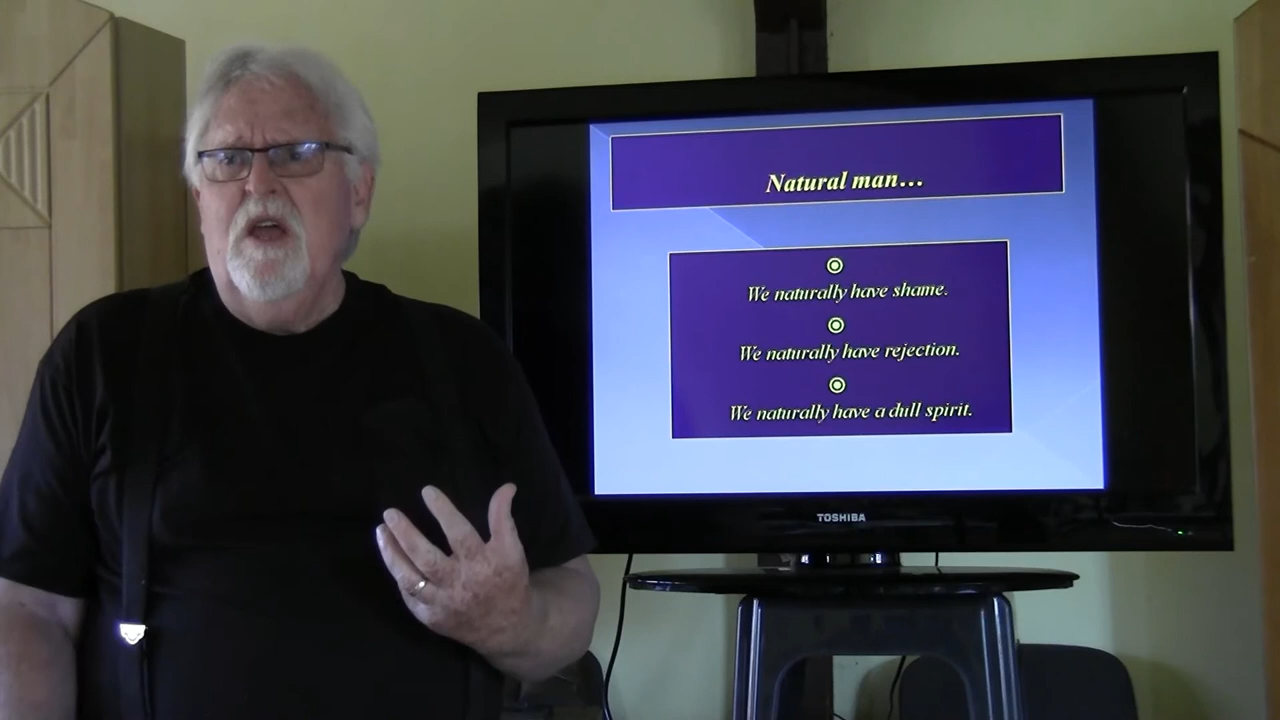 Natural man…
We naturally have shame.
We naturally have rejection.
We naturally have a dull spirit.
TOSHIBA